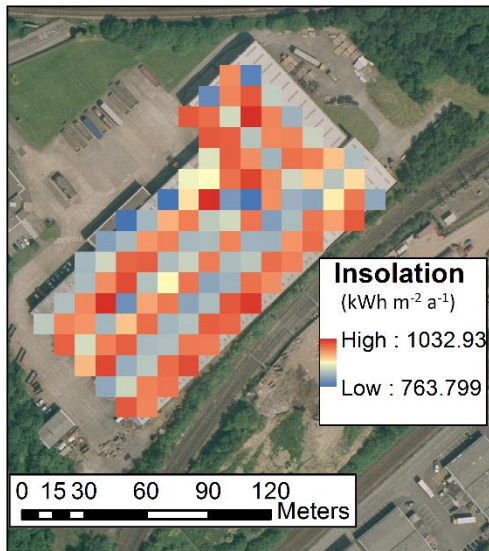 Insolation
(kWh m⁻² a⁻¹)
High : 1032.93
Low : 763.799
0 15 30 60 90 120
Meters